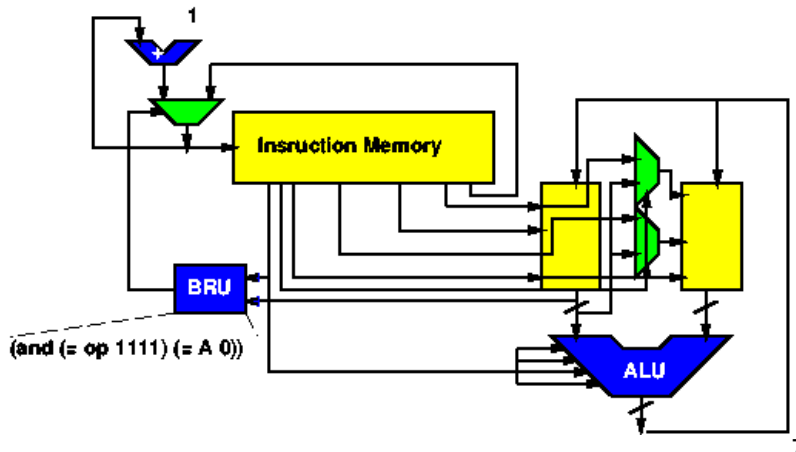 1
+
Insruction Memory
BRU
(and (= op 1111) (= A 0))
ALU